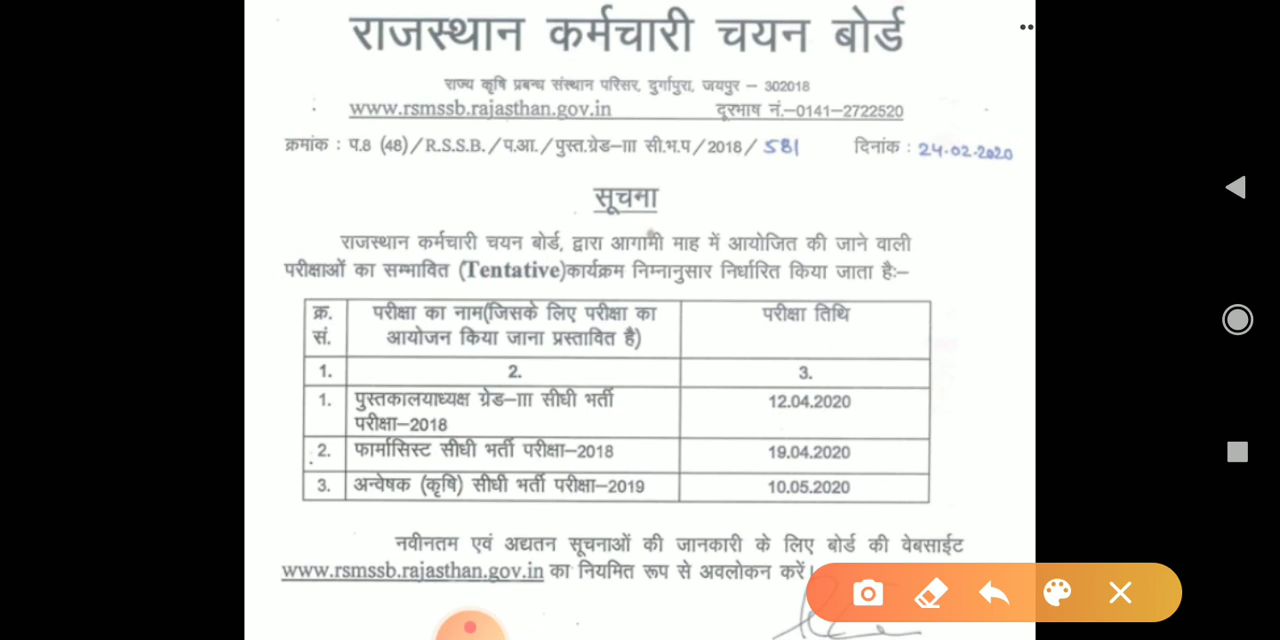 राजस्थान कर्मचारी चयन बोर्ड
राज्य कृषि प्रबन्ध संस्थान परिसर, दुर्गापुरा, जयपुर – 302018
www.rsmssb.rajasthan.gov.in दूरभाष नं.–0141–2722520
क्रमांक : प.8 (48)/R.S.S.B./प.आ./पुस्त.ग्रेड–III सी.भ.प/2018/ 581 दिनांक : 24.02.2020
सूचना
राजस्थान कर्मचारी चयन बोर्ड, द्वारा आगामी माह में आयोजित की जाने वाली
परीक्षाओं का सम्भावित (Tentative)कार्यक्रम निम्नानुसार निर्धारित किया जाता हैः–
क्र. परीक्षा का नाम(जिसके लिए परीक्षा का परीक्षा तिथि
सं. आयोजन किया जाना प्रस्तावित है)
1. 2. 3.
1. पुस्तकालयाध्यक्ष ग्रेड–III सीधी भर्ती 12.04.2020
परीक्षा–2018
2. फार्मासिस्ट सीधी भर्ती परीक्षा–2018 19.04.2020
3. अन्वेषक (कृषि) सीधी भर्ती परीक्षा–2019 10.05.2020
नवीनतम एवं अद्यतन सूचनाओं की जानकारी के लिए बोर्ड की वेबसाईट
www.rsmssb.rajasthan.gov.in का नियमित रूप से अवलोकन करें।